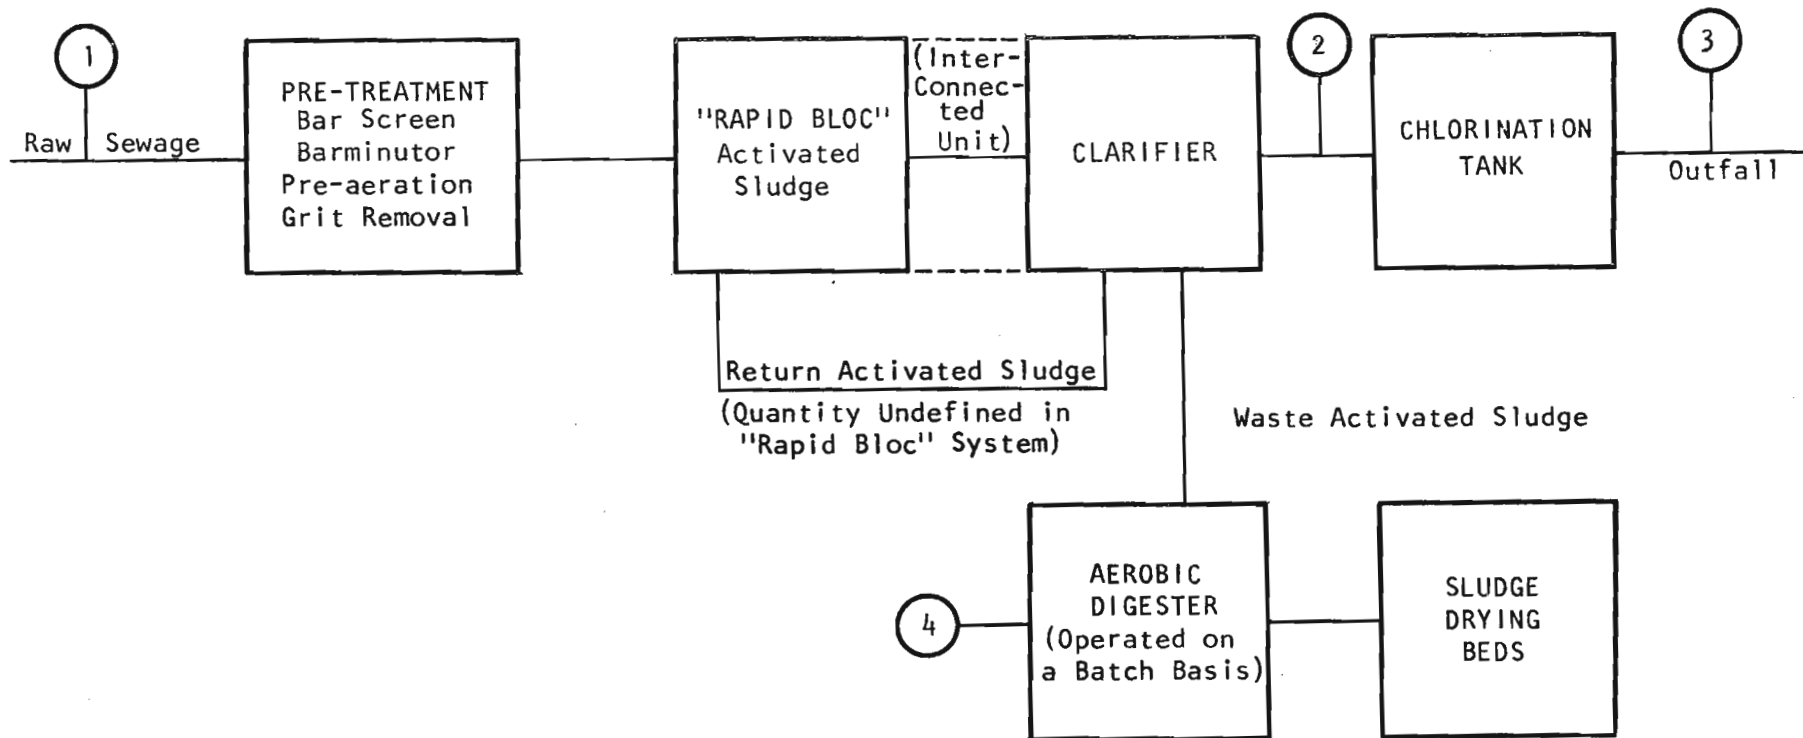 1
Raw Sewage
PRE-TREATMENT
Bar Screen
Barminutor
Pre-aeration
Grit Removal
"RAPID BLOC"
Activated
Sludge
(Inter-
Connec-
ted
Unit)
CLARIFIER
2
CHLORINATION
TANK
3
Outfall
Return Activated Sludge
(Quantity Undefined in
"Rapid Bloc" System)
Waste Activated Sludge
4
AEROBIC
DIGESTER
(Operated on
a Batch Basis)
SLUDGE
DRYING
BEDS